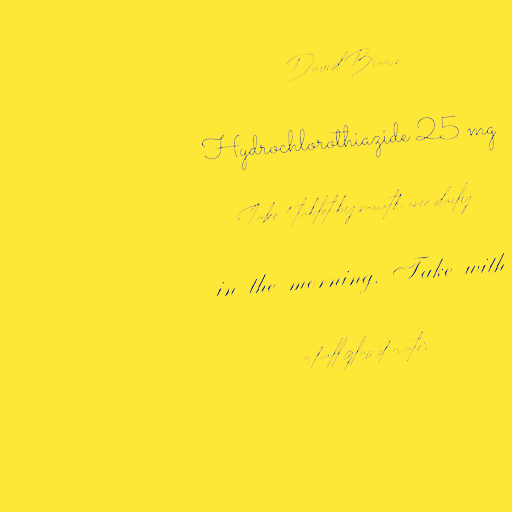 David Brown
Hydrochlorothiazide 25 mg
Take 1 tablet by mouth once daily
in the morning. Take with
a full glass of water